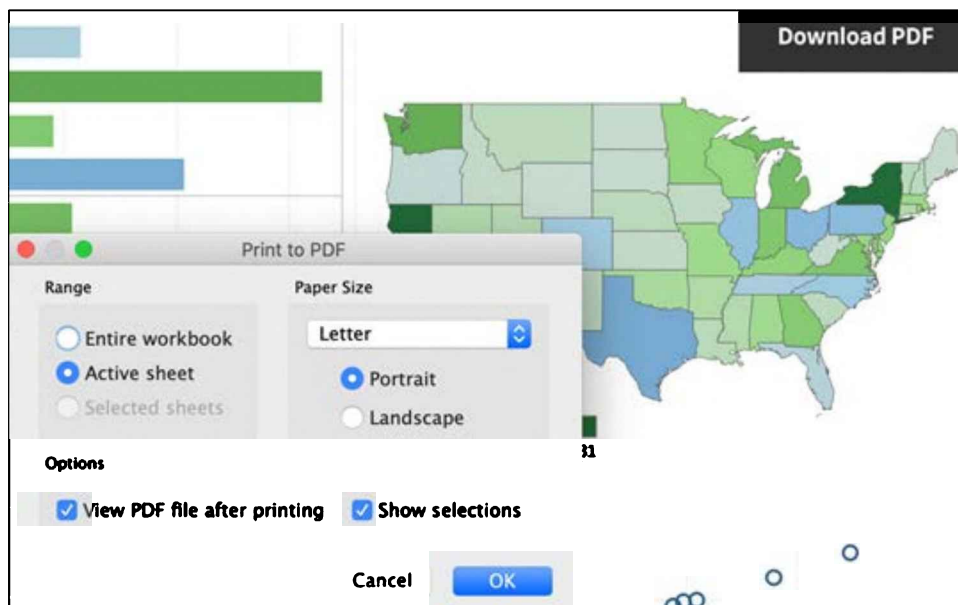 Download PDF
Print to PDF
Range
Paper Size
Entire workbook
Letter
Active sheet
Portrait
Selected sheets
Landscape
Options
View PDF file after printing
Show selections
Cancel
OK